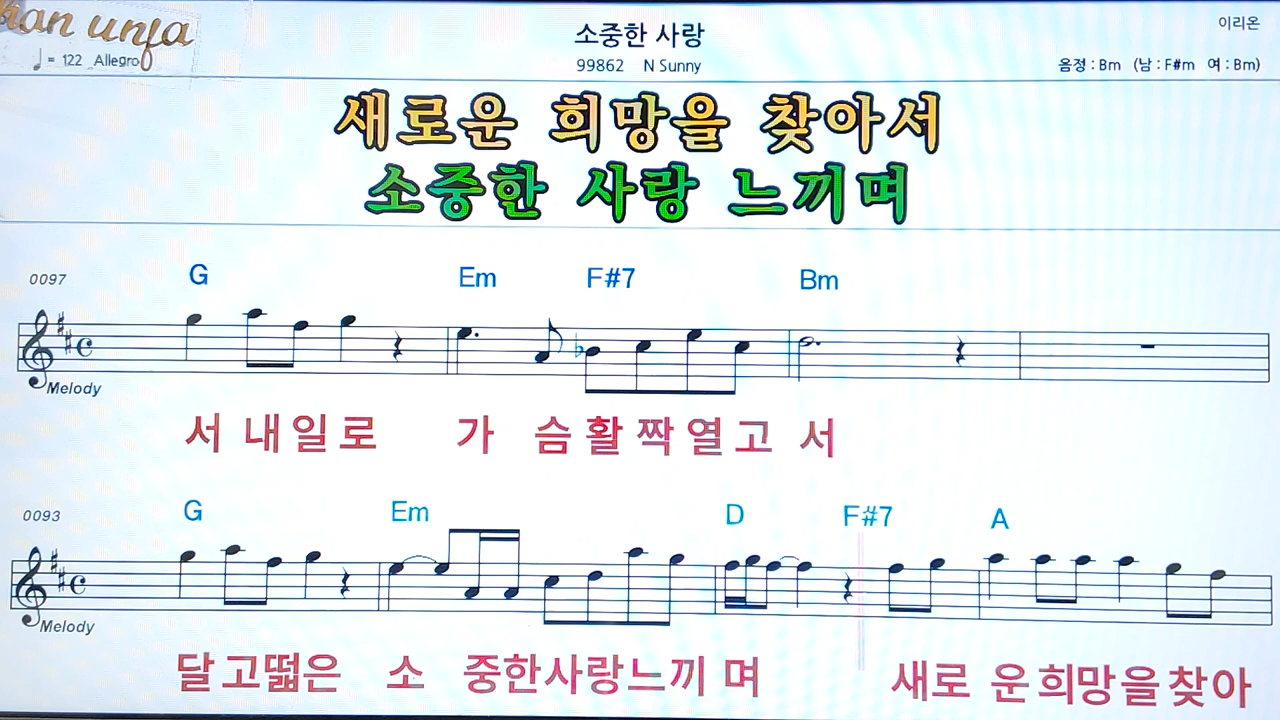 소중한 사랑
이리온
♩ = 122 Allegro
99862 N Sunny
음정 : Bm (남 : F#m 여 : Bm)
새로운 희망을 찾아서
소중한 사랑 느끼며
0097
G Em F#7 Bm
Melody
서 내일로 가 슴활짝열고 서
0093
G Em D F#7 A
Melody
달고떫은 소 중한사랑느끼 며 새로 운희망을찾아